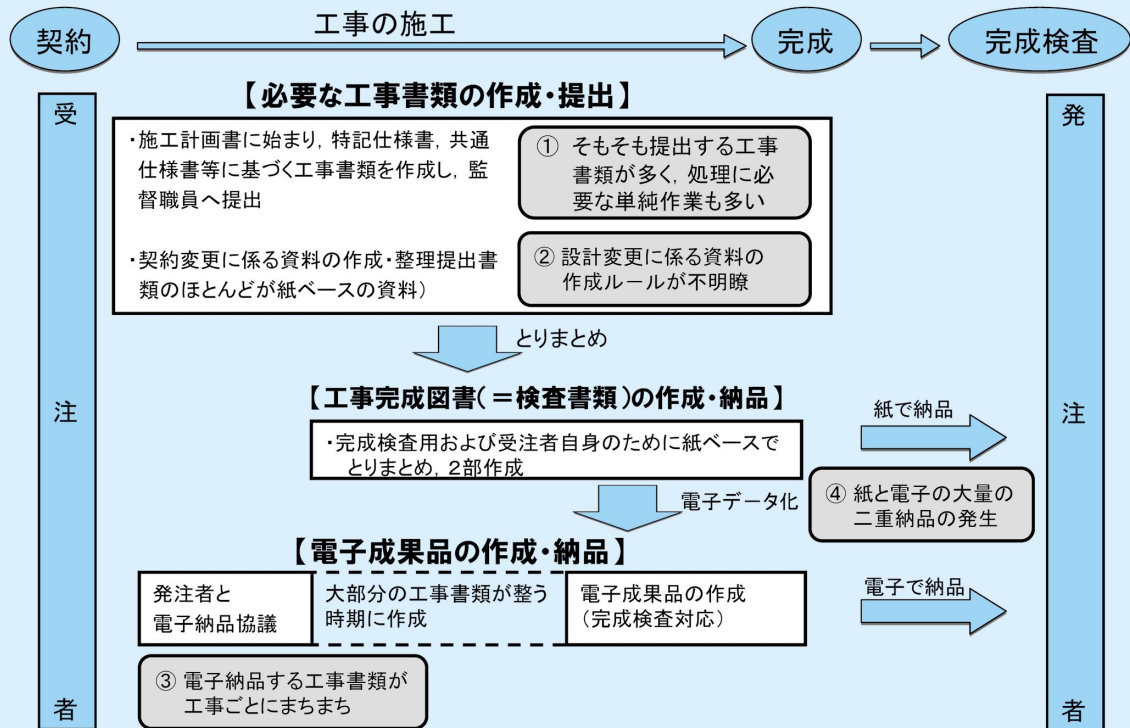 契約
工事の施工
完成
完成検査
受注者
発注者
【必要な工事書類の作成・提出】
・施工計画書に始まり，特記仕様書，共通
仕様書等に基づく工事書類を作成し，監
督職員へ提出
① そもそも提出する工事
書類が多く，処理に必
要な単純作業も多い
・契約変更に係る資料の作成・整理提出書
類のほとんどが紙ベースの資料）
② 設計変更に係る資料の
作成ルールが不明瞭
とりまとめ
【工事完成図書（＝検査書類）の作成・納品】
・完成検査用および受注者自身のために紙ベースで
とりまとめ，２部作成
紙で納品
電子データ化
④ 紙と電子の大量の
二重納品の発生
【電子成果品の作成・納品】
発注者と
電子納品協議
大部分の工事書類が整う
時期に作成
電子成果品の作成
（完成検査対応）
電子で納品
③ 電子納品する工事書類が
工事ごとにまちまち